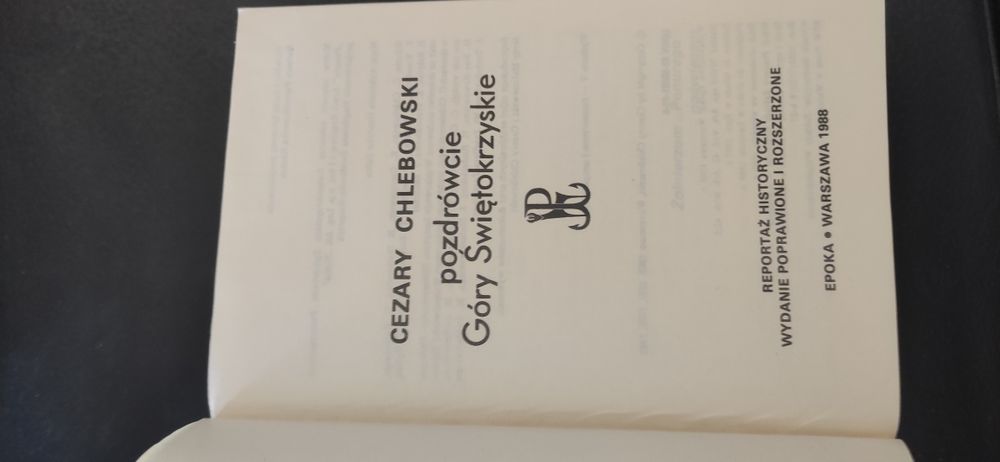 CEZARY CHLEBOWSKI
pozdrówcie
Góry Świętokrzyskie
REPORTAŻ HISTORYCZNY
WYDANIE POPRAWIONE I ROZSZERZONE
EPOKA • WARSZAWA 1988